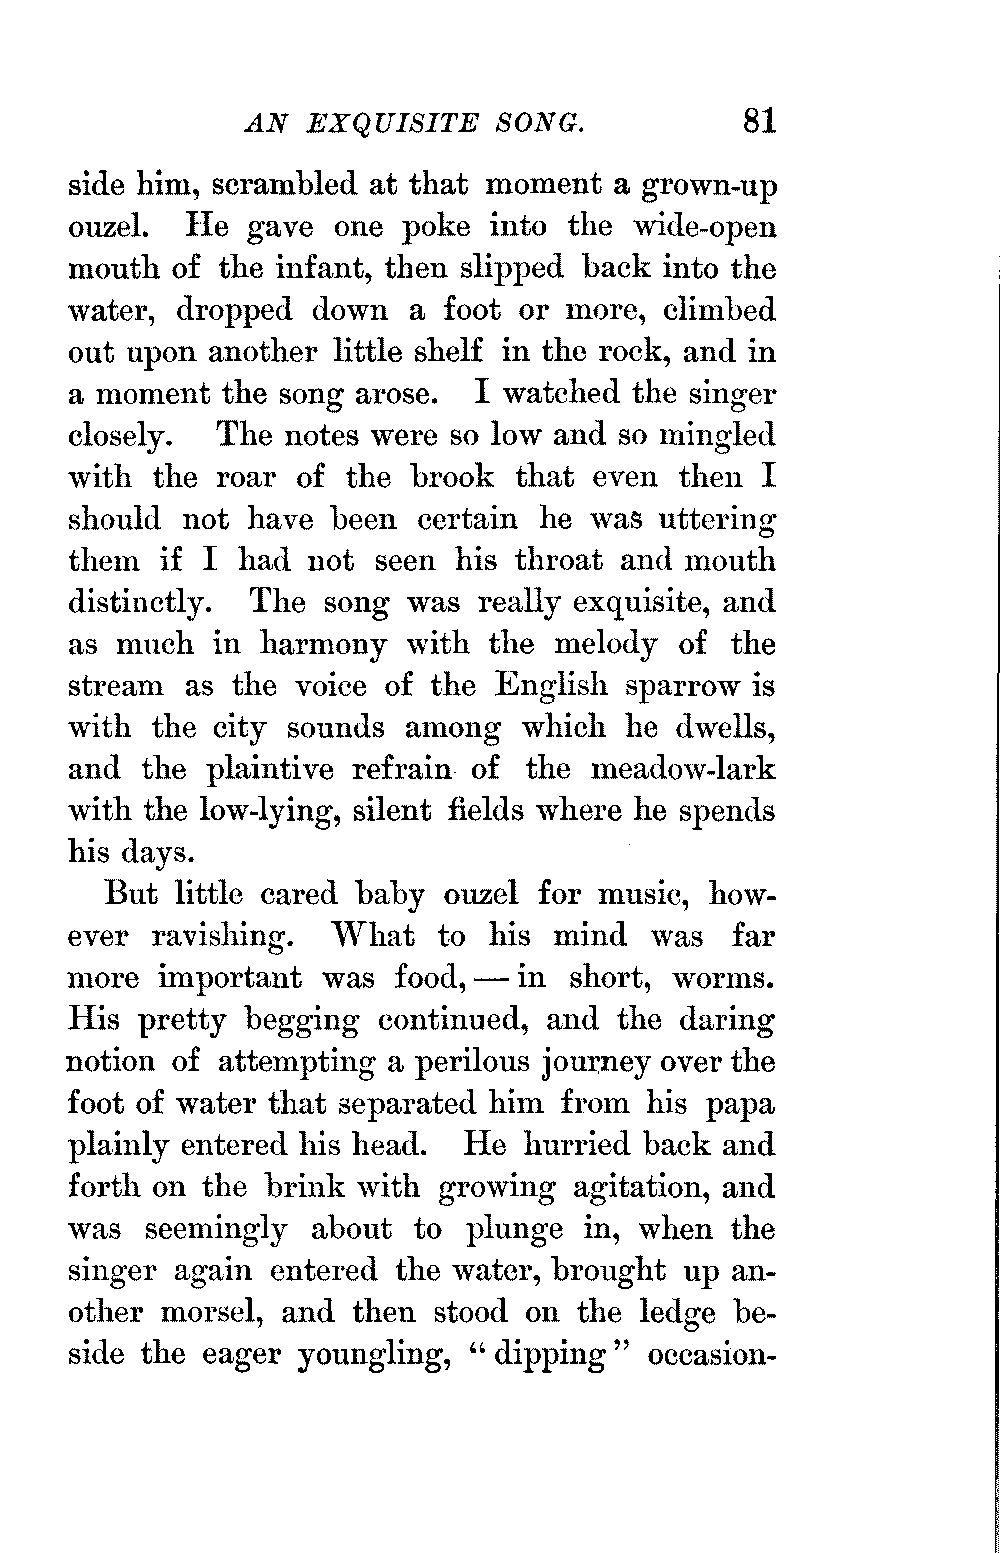 AN EXQUISITE SONG. 81
side him, scrambled at that moment a grown-up
ouzel. He gave one poke into the wide-open
mouth of the infant, then slipped back into the
water, dropped down a foot or more, climbed
out upon another little shelf in the rock, and in
a moment the song arose. I watched the singer
closely. The notes were so low and so mingled
with the roar of the brook that even then I
should not have been certain he was uttering
them if I had not seen his throat and mouth
distinctly. The song was really exquisite, and
as much in harmony with the melody of the
stream as the voice of the English sparrow is
with the city sounds among which he dwells,
and the plaintive refrain of the meadow-lark
with the low-lying, silent fields where he spends
his days.
But little cared baby ouzel for music, how-
ever ravishing. What to his mind was far
more important was food, — in short, worms.
His pretty begging continued, and the daring
notion of attempting a perilous journey over the
foot of water that separated him from his papa
plainly entered his head. He hurried back and
forth on the brink with growing agitation, and
was seemingly about to plunge in, when the
singer again entered the water, brought up an-
other morsel, and then stood on the ledge be-
side the eager youngling, “dipping” occasion-